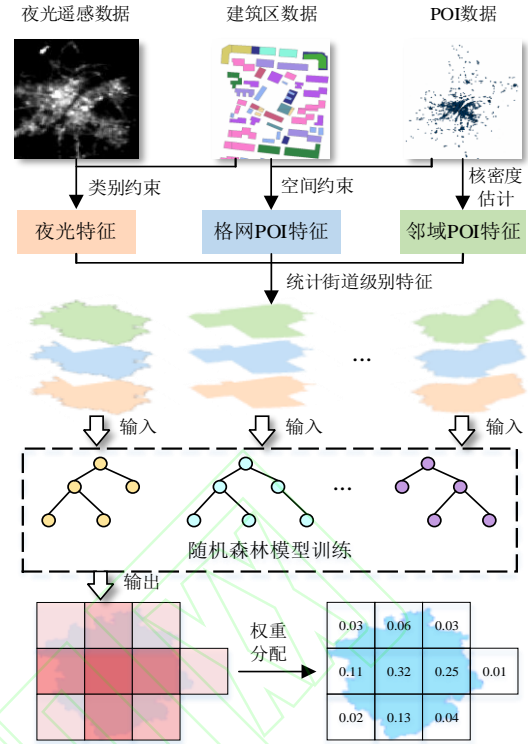 夜光遥感数据 建筑区数据 POI数据
类别约束 空间约束 核密度
估计
夜光特征 格网POI特征 邻域POI特征
统计街道级别特征
...
输入 输入 输入
...
随机森林模型训练
输出
权重
分配
0.03 0.06 0.03
0.11 0.32 0.25 0.01
0.02 0.13 0.04